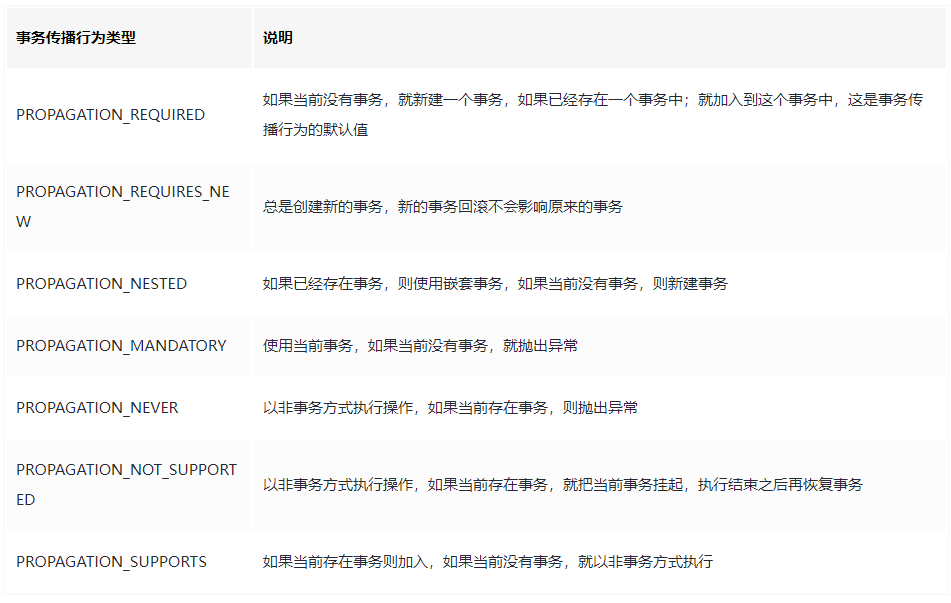 事务传播行为类型
说明
PROPAGATION_REQUIRED
如果当前没有事务，就新建一个事务，如果已经存在一个事务中；就加入到这个事务中，这是事务传
播行为的默认值
PROPAGATION_REQUIRES_NE
W
总是创建新的事务，新的事务回滚不会影响原来的事务
PROPAGATION_NESTED
如果已经存在事务，则使用嵌套事务，如果当前没有事务，则新建事务
PROPAGATION_MANDATORY
使用当前事务，如果当前没有事务，就抛出异常
PROPAGATION_NEVER
以非事务方式执行操作，如果当前存在事务，则抛出异常
PROPAGATION_NOT_SUPPORT
ED
以非事务方式执行操作，如果当前存在事务，就把当前事务挂起，执行结束之后再恢复事务
PROPAGATION_SUPPORTS
如果当前存在事务则加入，如果当前没有事务，就以非事务方式执行